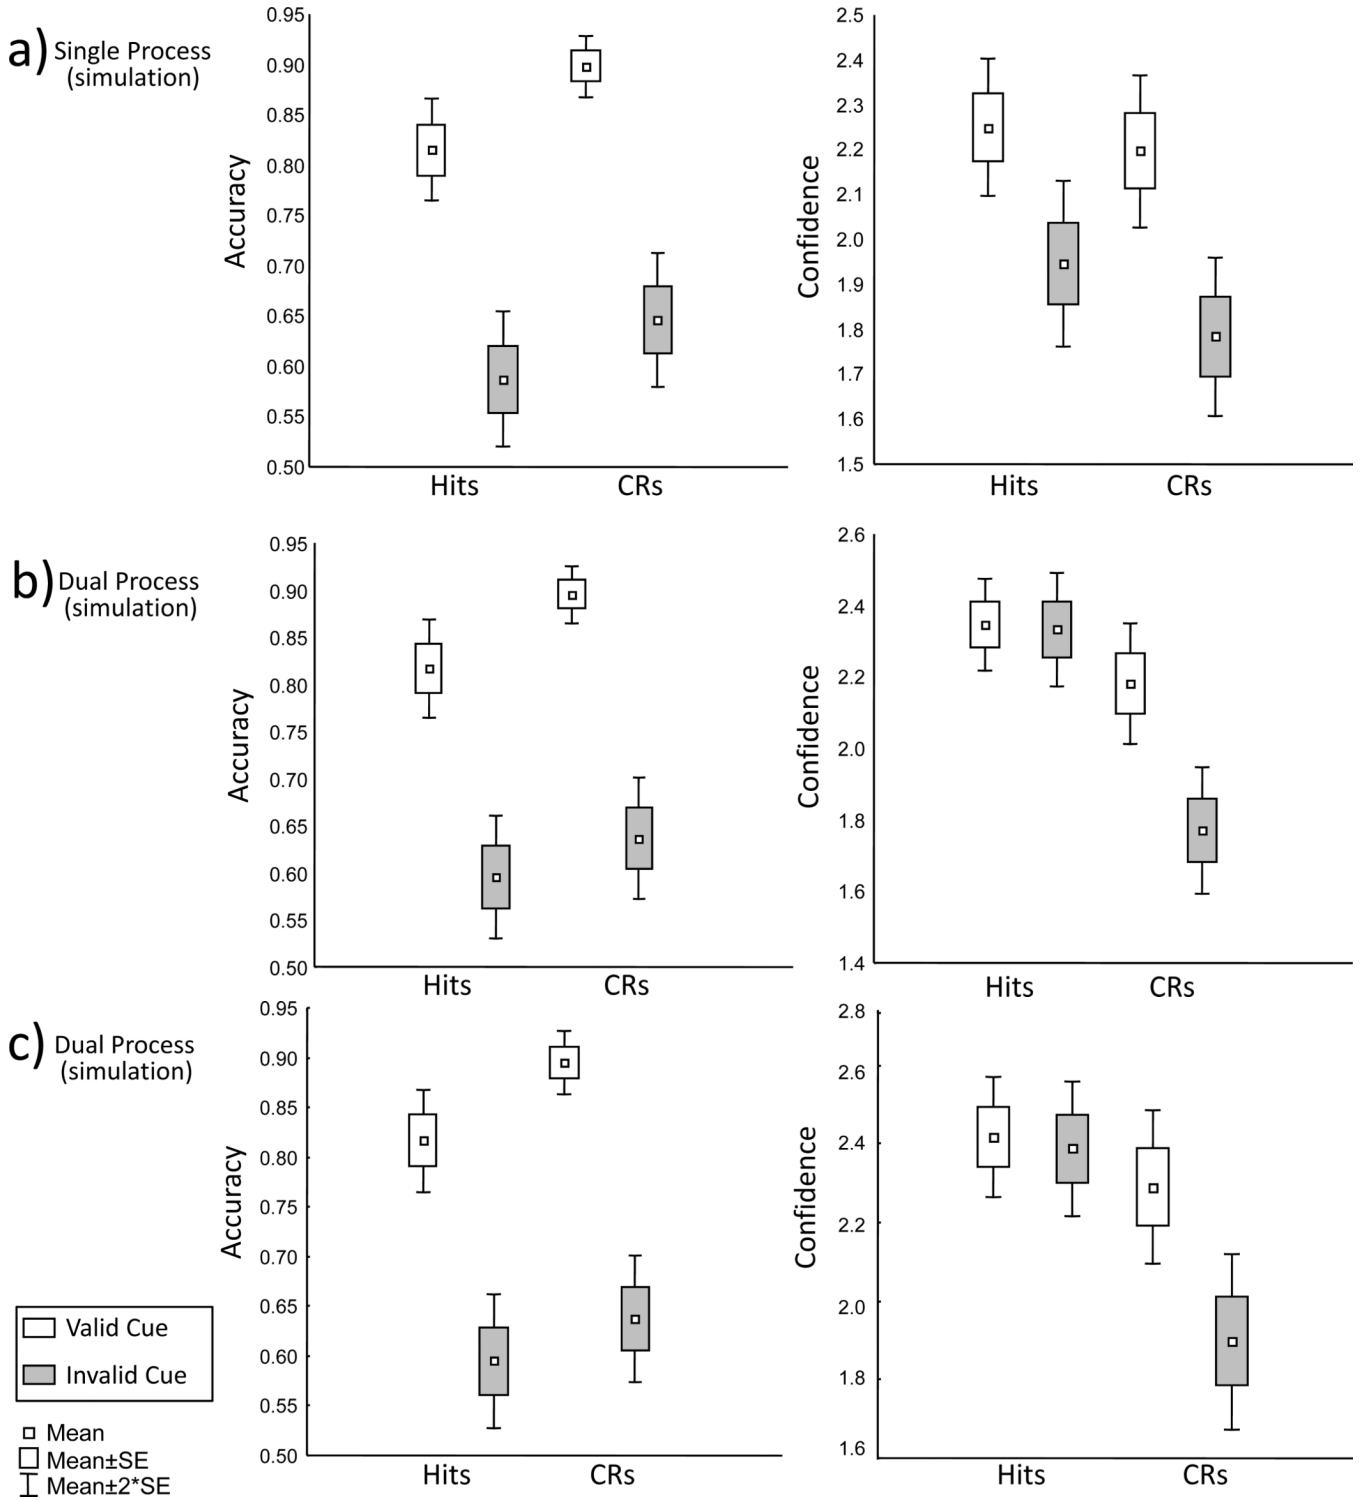 a) Single Process
(simulation)
Accuracy
0.95
0.90
0.85
0.80
0.75
0.70
0.65
0.60
0.55
0.50
Hits CRs
Confidence
2.5
2.4
2.3
2.2
2.1
2.0
1.9
1.8
1.7
1.6
1.5
Hits CRs
b) Dual Process
(simulation)
Accuracy
0.95
0.90
0.85
0.80
0.75
0.70
0.65
0.60
0.55
0.50
Hits CRs
Confidence
2.6
2.4
2.2
2.0
1.8
1.6
1.4
Hits CRs
c) Dual Process
(simulation)
Accuracy
0.95
0.90
0.85
0.80
0.75
0.70
0.65
0.60
0.55
0.50
Hits CRs
Confidence
2.8
2.6
2.4
2.2
2.0
1.8
1.6
Hits CRs
Valid Cue
Invalid Cue
Mean
Mean±SE
Mean±2*SE